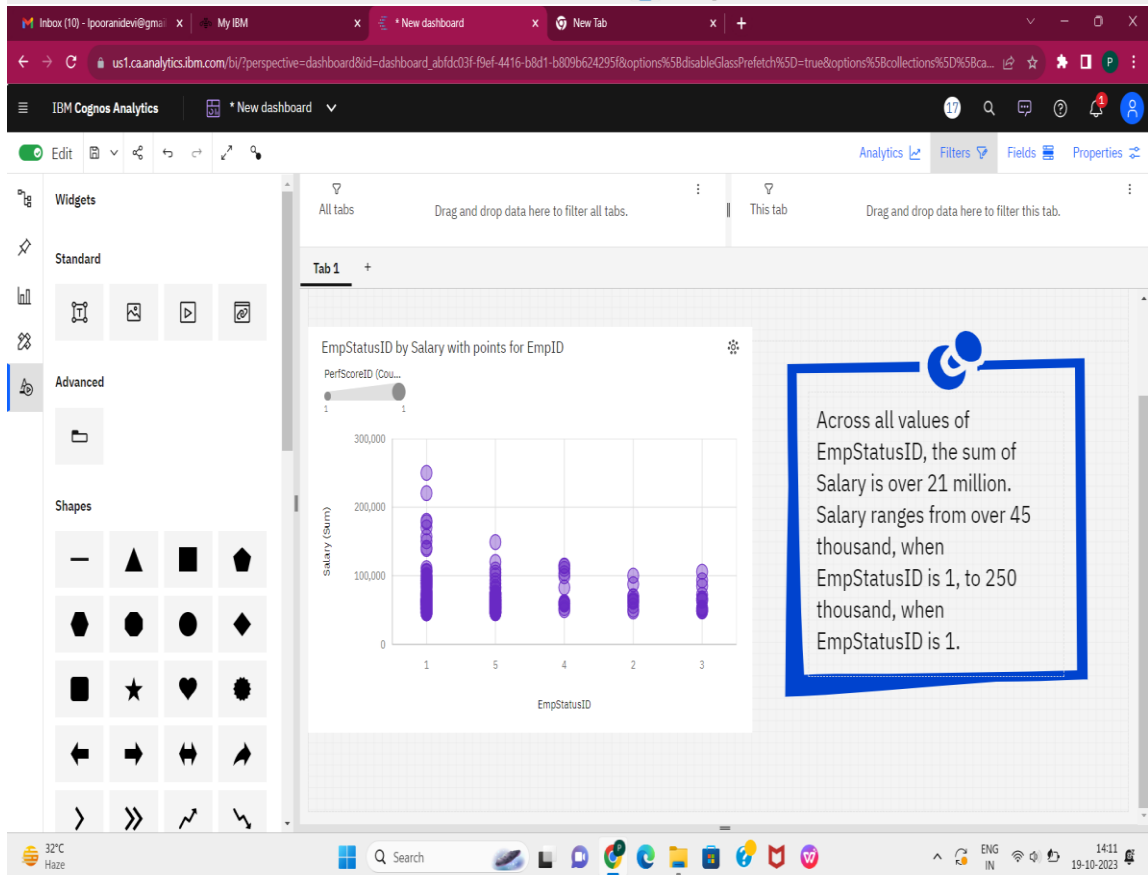 Inbox (10) - lpooranidevi@gmai
My IBM
* New dashboard
New Tab
us1.ca.analytics.ibm.com/bi/?perspective=dashboard&id=dashboard_abfdc03f-f9ef-4416-b8d1-b809b624295f&options%5BdisableGlassPrefetch%5D=true&options%5Bcollections%5D%5Bca...
P
IBM Cognos Analytics
* New dashboard
17
1
Edit
Analytics
Filters
Fields
Properties
Widgets
Standard
Advanced
Shapes
All tabs
Drag and drop data here to filter all tabs.
This tab
Drag and drop data here to filter this tab.
Tab 1
+
EmpStatusID by Salary with points for EmpID
PerfScoreID (Cou...
1 1
300,000
200,000
100,000
0
Salary (Sum)
1 5 4 2 3
EmpStatusID
Across all values of
EmpStatusID, the sum of
Salary is over 21 million.
Salary ranges from over 45
thousand, when
EmpStatusID is 1, to 250
thousand, when
EmpStatusID is 1.
32°C
Haze
Search
ENG
IN
14:11
19-10-2023